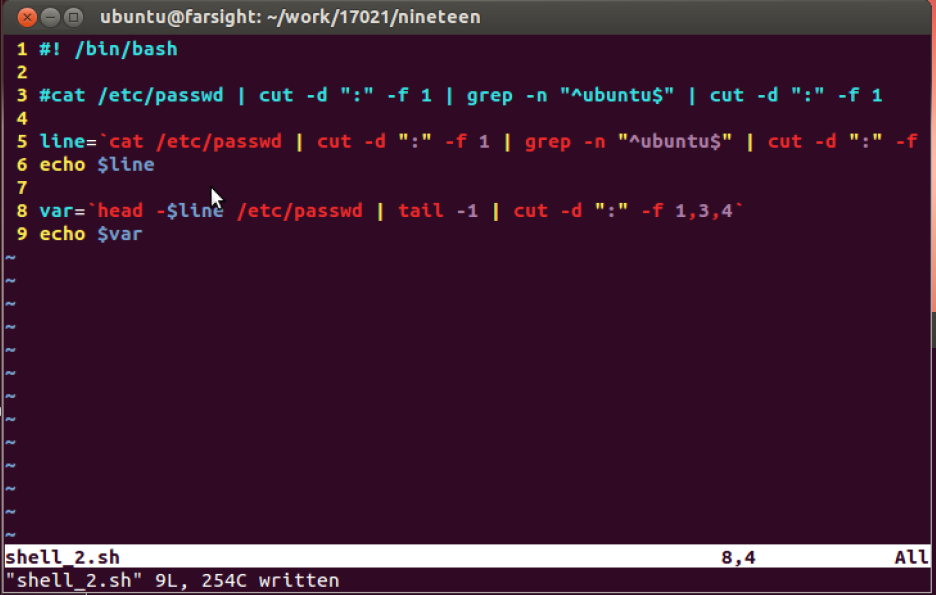 ubuntu@farsight: ~/work/17021/nineteen
1 #! /bin/bash
2
3 #cat /etc/passwd | cut -d ":" -f 1 | grep -n "^ubuntu$" | cut -d ":" -f 1
4
5 line=`cat /etc/passwd | cut -d ":" -f 1 | grep -n "^ubuntu$" | cut -d ":" -f
6 echo $line
7
8 var=`head -$line /etc/passwd | tail -1 | cut -d ":" -f 1,3,4`
9 echo $var
~
~
~
~
~
~
~
~
~
~
~
~
~
shell_2.sh 8,4 All
"shell_2.sh" 9L, 254C written